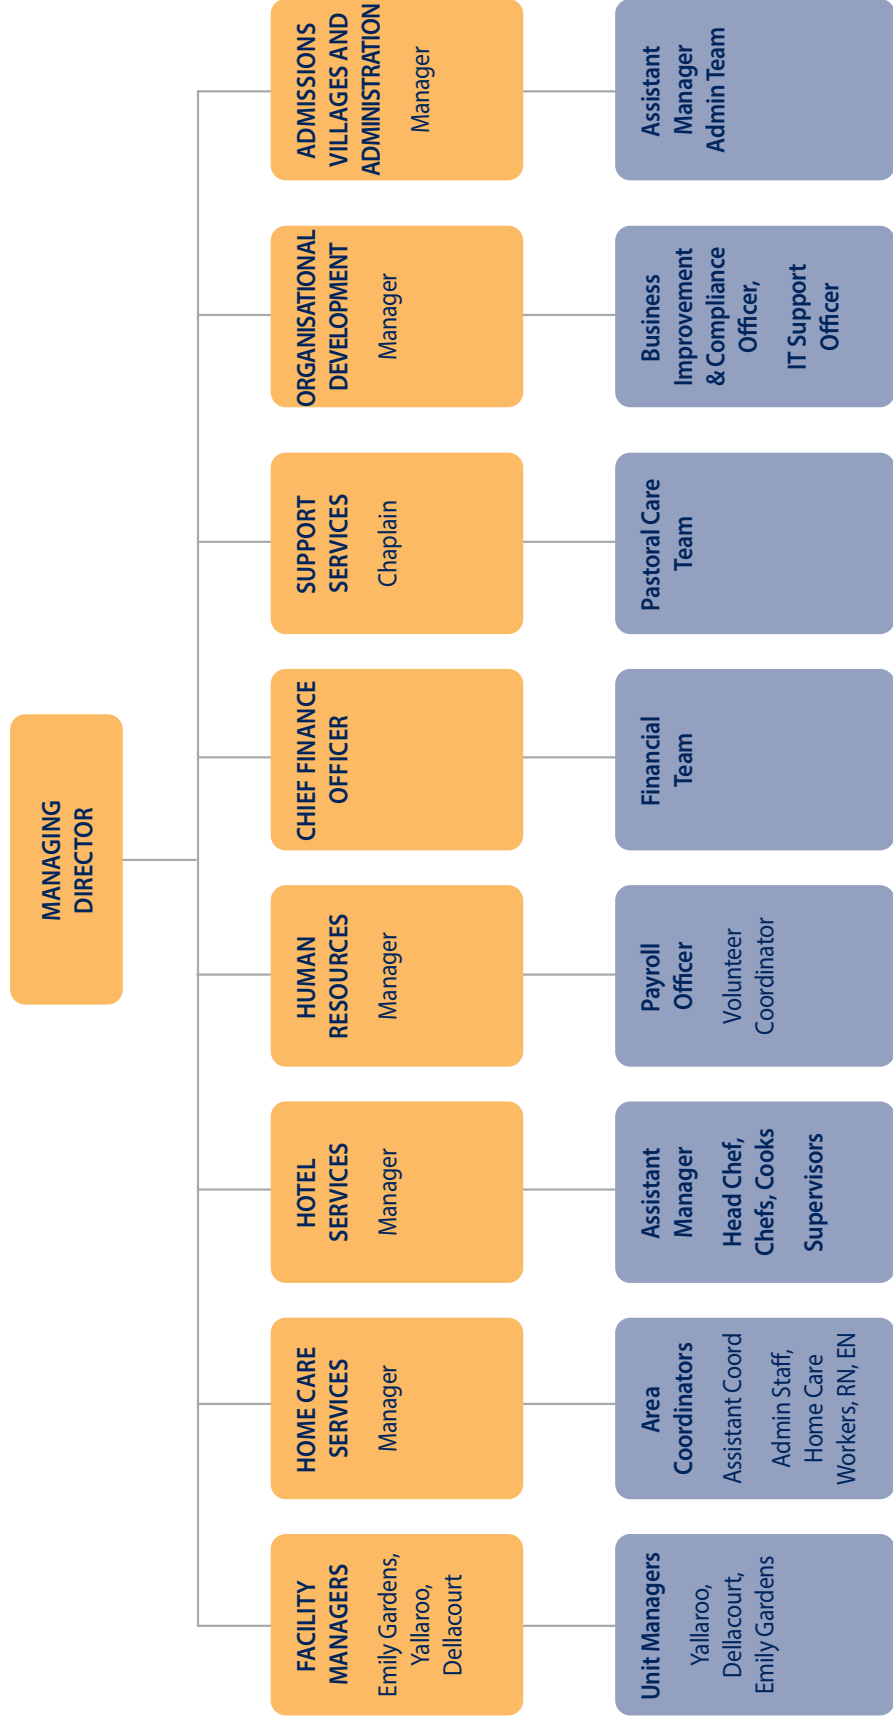 MANAGING
DIRECTOR
FACILITY
MANAGERS
Emily Gardens,
Yallaroo,
Dellacourt
HOME CARE
SERVICES
Manager
HOTEL
SERVICES
Manager
HUMAN
RESOURCES
Manager
CHIEF FINANCE
OFFICER
SUPPORT
SERVICES
Chaplain
ORGANISATIONAL
DEVELOPMENT
Manager
ADMISSIONS
VILLAGES AND
ADMINISTRATION
Manager
Unit Managers
Yallaroo,
Dellacourt,
Emily Gardens
Area
Coordinators
Assistant Coord
Admin Staff,
Home Care
Workers, RN, EN
Assistant
Manager
Head Chef,
Chefs, Cooks
Supervisors
Payroll
Officer
Volunteer
Coordinator
Financial
Team
Pastoral Care
Team
Business
Improvement
& Compliance
Officer,
IT Support
Officer
Assistant
Manager
Admin Team